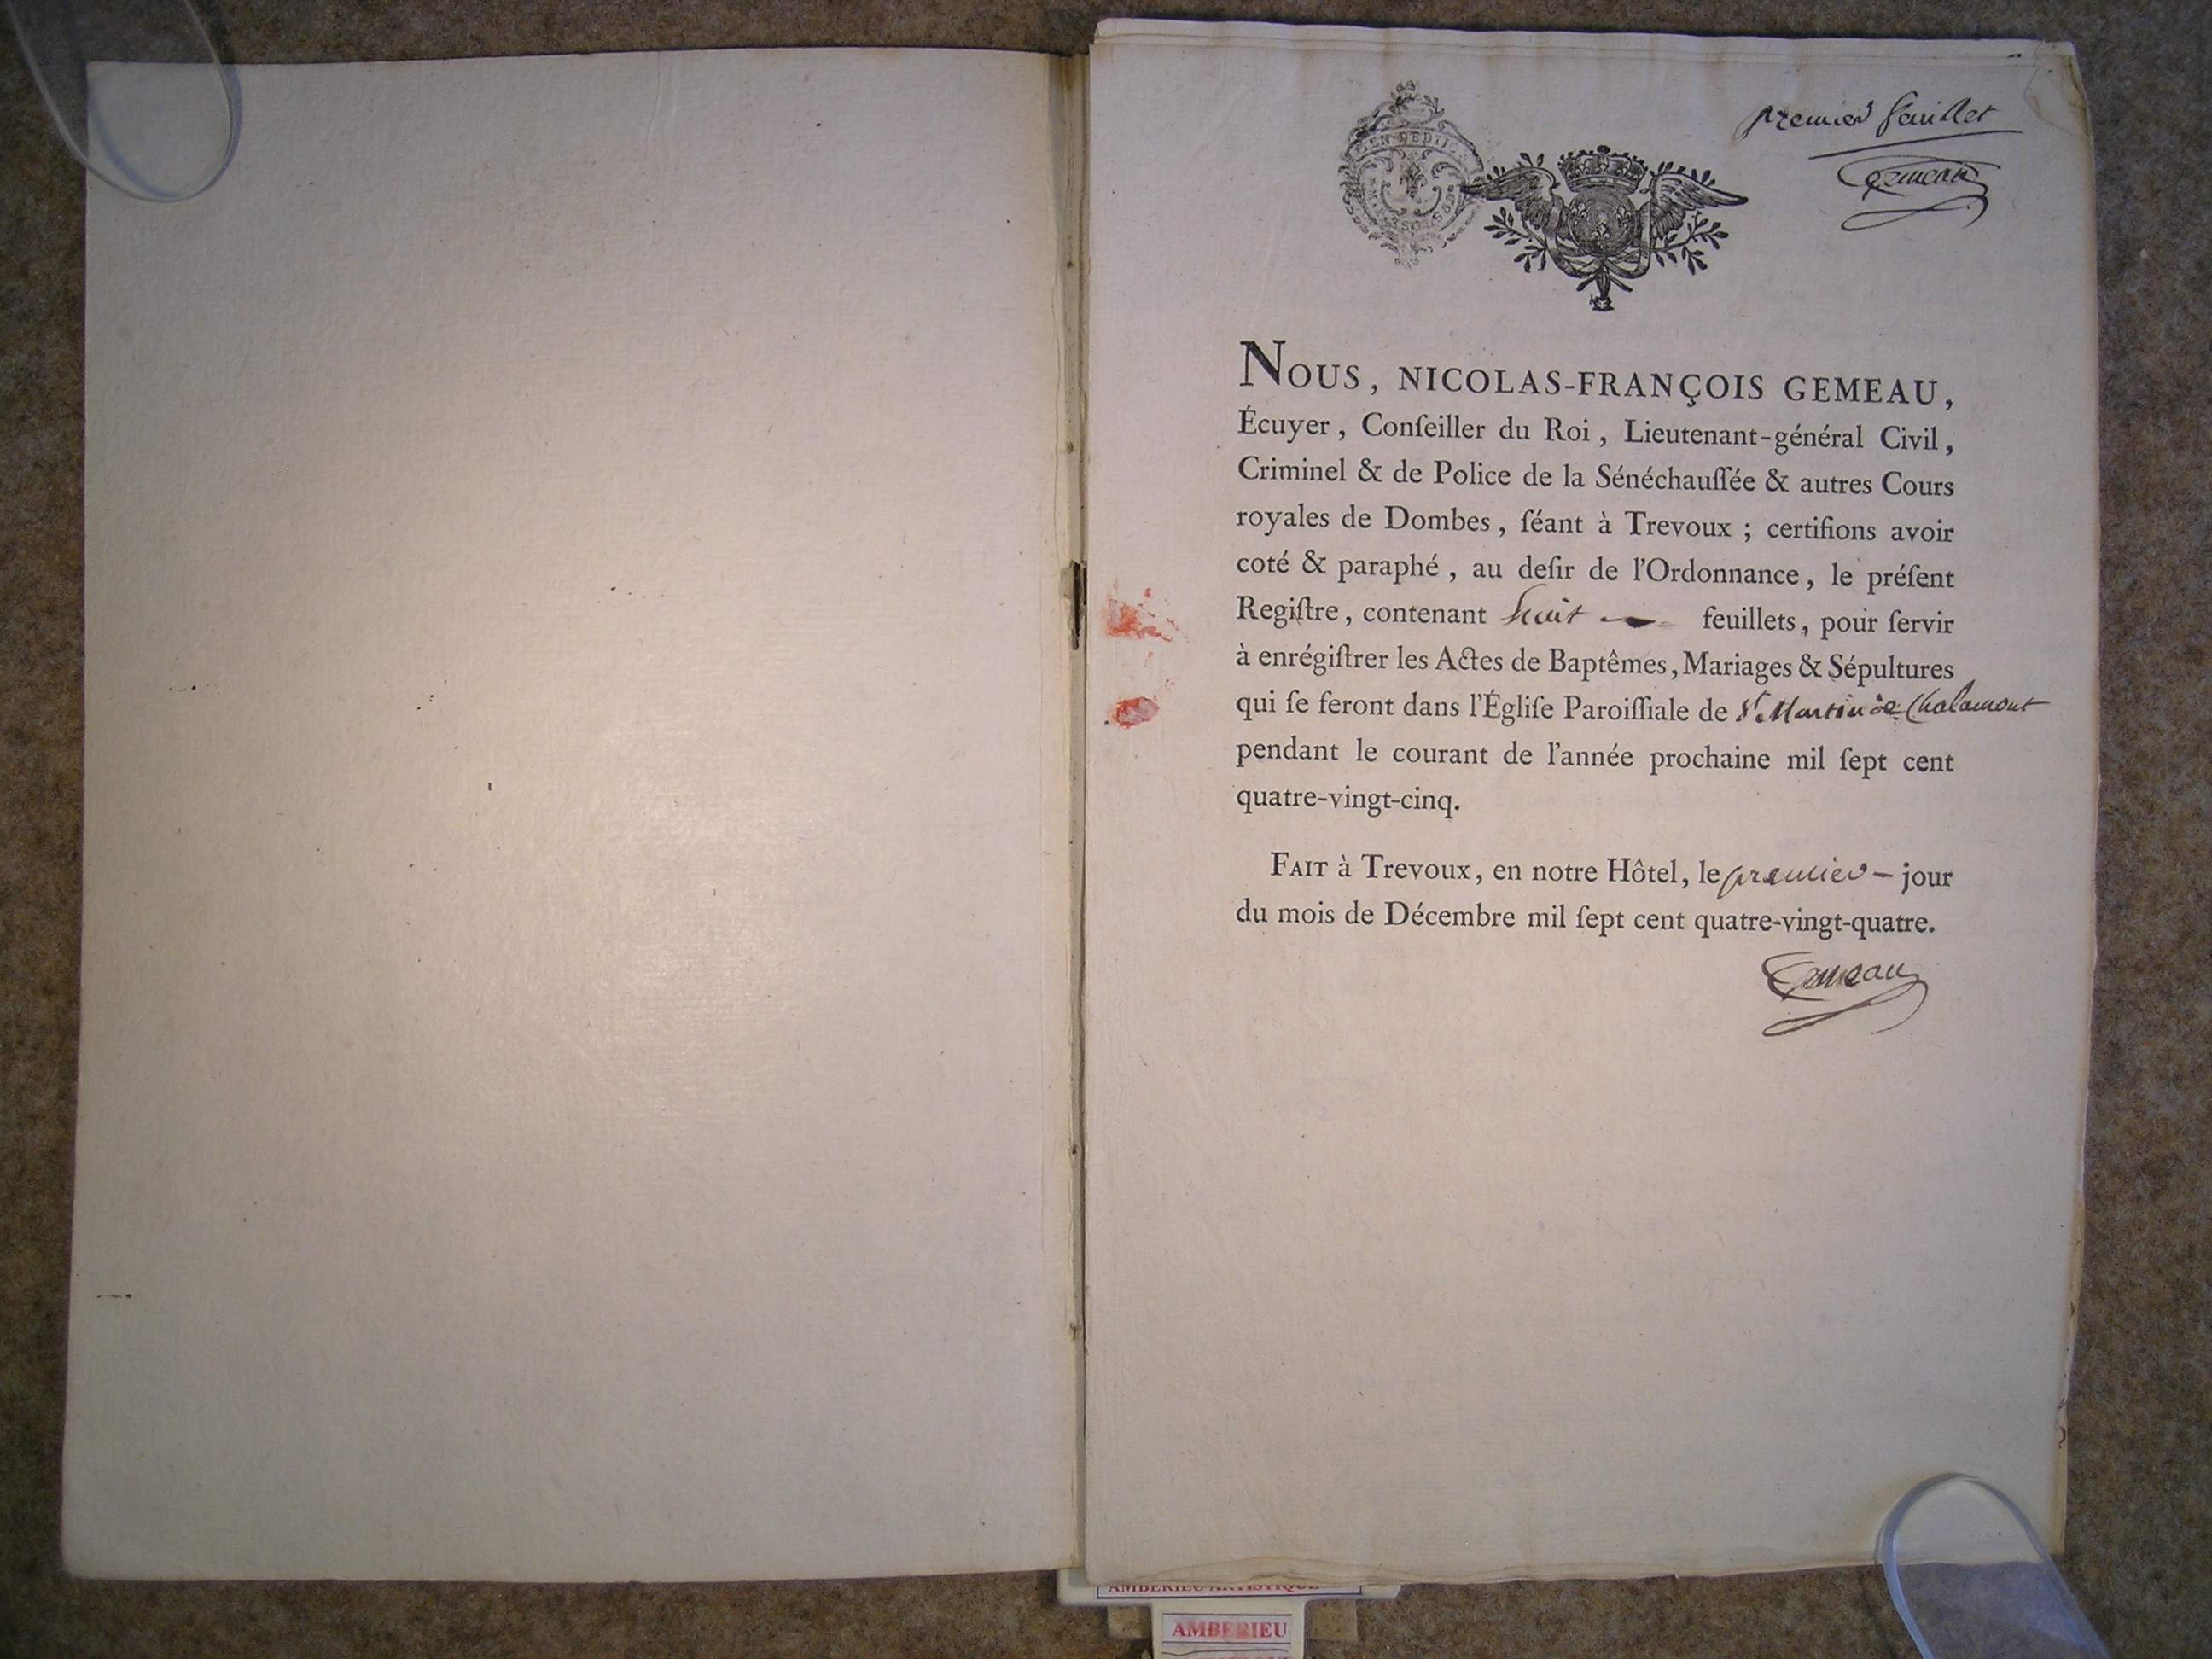 premier feuillet
Gemeau
NOUS, NICOLAS-FRANÇOIS GEMEAU,
Écuyer, Conſeiller du Roi, Lieutenant-général Civil,
Criminel & de Police de la Sénéchauſſée & autres Cours
royales de Dombes, ſéant à Trevoux ; certifions avoir
coté & paraphé, au deſir de l'Ordonnance, le préſent
Regiſtre, contenant huit feuillets, pour ſervir
à enrégiſtrer les Actes de Baptêmes, Mariages & Sépultures
qui ſe feront dans l'Égliſe Paroiſſiale de St. Martin de Chalamont
pendant le courant de l'année prochaine mil ſept cent
quatre-vingt-cinq.
FAIT à Trevoux, en notre Hôtel, le premier - jour
du mois de Décembre mil ſept cent quatre-vingt-quatre.
Gemeau
AMBERIEU ARTISTIQUE
AMBERIEU